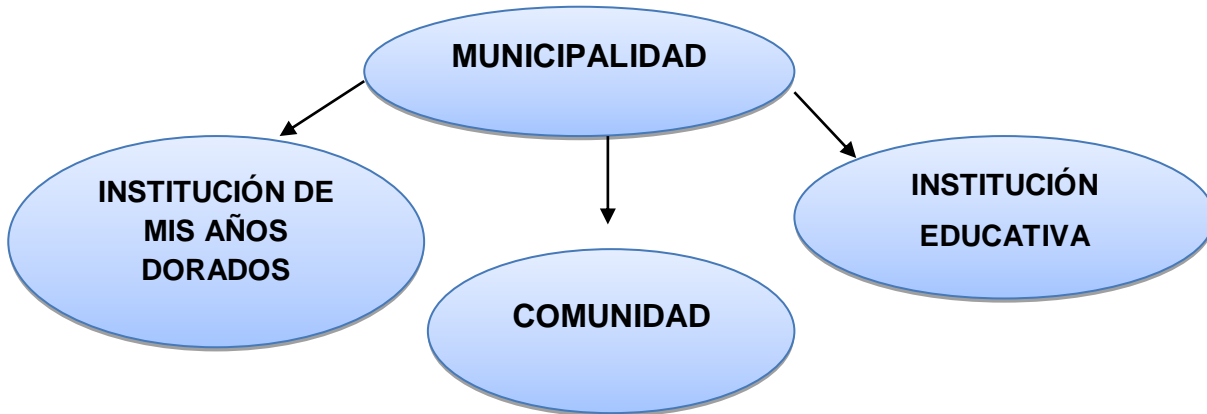 MUNICIPALIDAD
INSTITUCIÓN DE
MIS AÑOS
DORADOS
COMUNIDAD
INSTITUCIÓN
EDUCATIVA